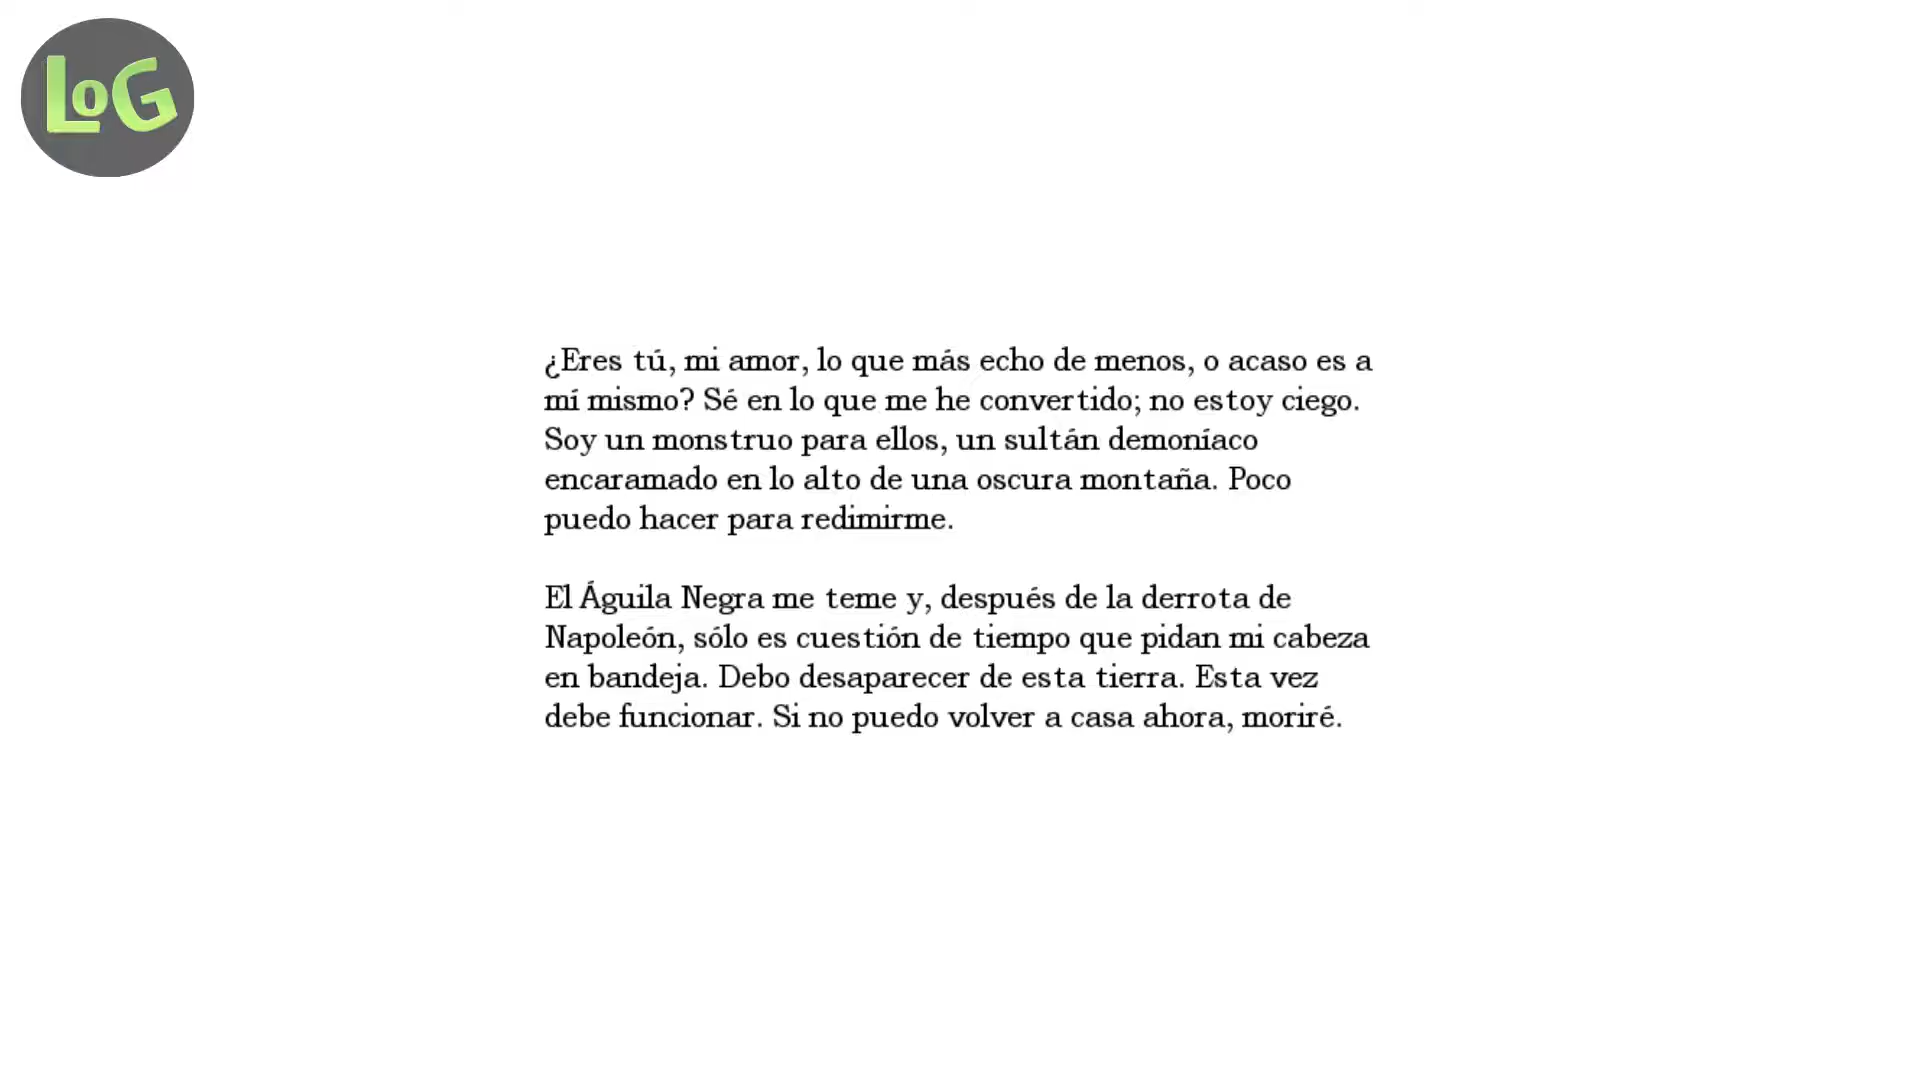 LoG
¿Eres tú, mi amor, lo que más echo de menos, o acaso es a
mí mismo? Sé en lo que me he convertido; no estoy ciego.
Soy un monstruo para ellos, un sultán demoníaco
encaramado en lo alto de una oscura montaña. Poco
puedo hacer para redimirme.
El Águila Negra me teme y, después de la derrota de
Napoleón, sólo es cuestión de tiempo que pidan mi cabeza
en bandeja. Debo desaparecer de esta tierra. Esta vez
debe funcionar. Si no puedo volver a casa ahora, moriré.